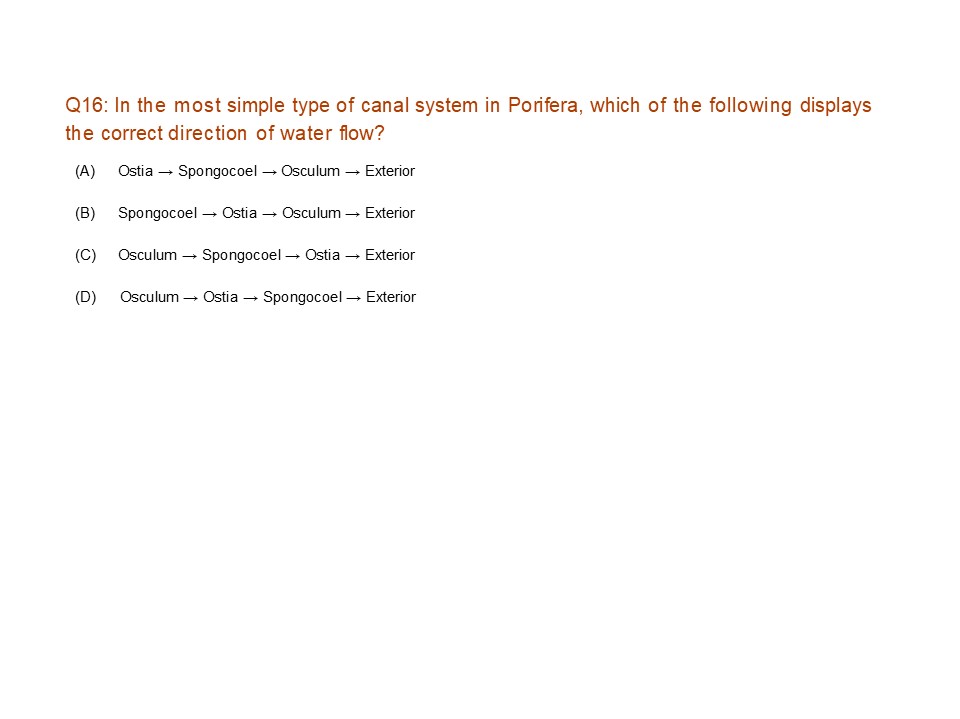 Q16: In the most simple type of canal system in Porifera, which of the following displays
the correct direction of water flow?
(A) Ostia → Spongocoel → Osculum → Exterior
(B) Spongocoel → Ostia → Osculum → Exterior
(C) Osculum → Spongocoel → Ostia → Exterior
(D) Osculum → Ostia → Spongocoel → Exterior